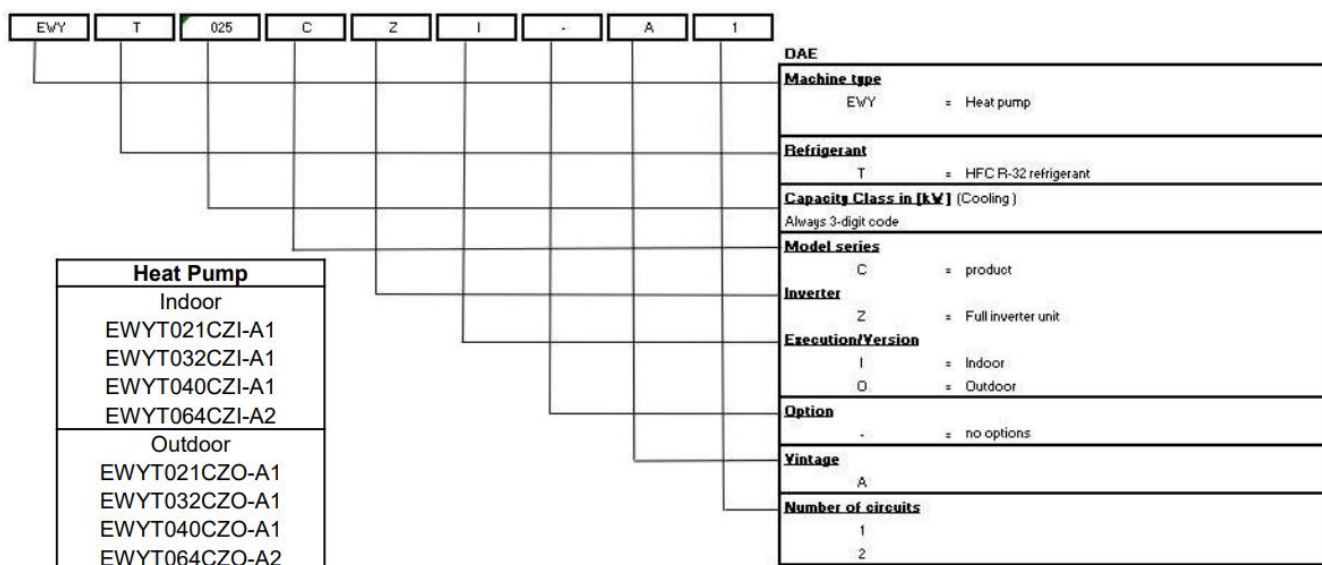 EWY T 025 C Z I - A 1
DAE
Machine type
EWY = Heat pump
Refrigerant
T = HFC R-32 refrigerant
Capacity Class in [kW] (Cooling )
Always 3-digit code
Model series
C = product
Inverter
Z = Full inverter unit
Execution/Version
I = Indoor
O = Outdoor
Option
- = no options
Vintage
A
Number of circuits
1
2
Heat Pump
Indoor
EWYT021CZI-A1
EWYT032CZI-A1
EWYT040CZI-A1
EWYT064CZI-A2
Outdoor
EWYT021CZO-A1
EWYT032CZO-A1
EWYT040CZO-A1
EWYT064CZO-A2